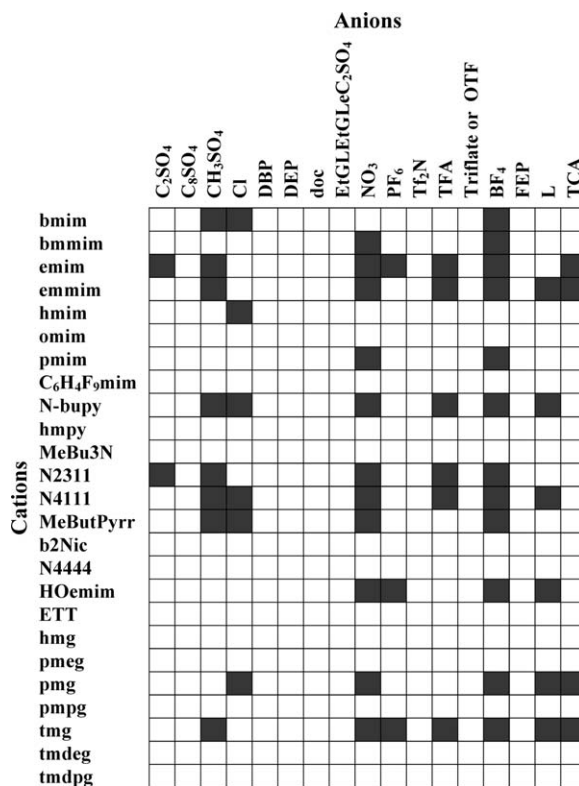 Anions
C₂SO₄
C₈SO₄
CH₃SO₄
Cl
DBP
DEP
doc
EtGLEtGLeC₂SO₄
NO₃
PF₆
Tf₂N
TFA
Triflate or OTF
BF₄
FEP
L
TCA
Cations
bmim
bmmim
emim
emmim
hmim
omim
pmim
C₆H₄F₉mim
N-bupy
hmpy
MeBu3N
N2311
N4111
MeButPyrr
b2Nic
N4444
HOemim
ETT
hmg
pmeg
pmg
pmpg
tmg
tmdeg
tmdpg